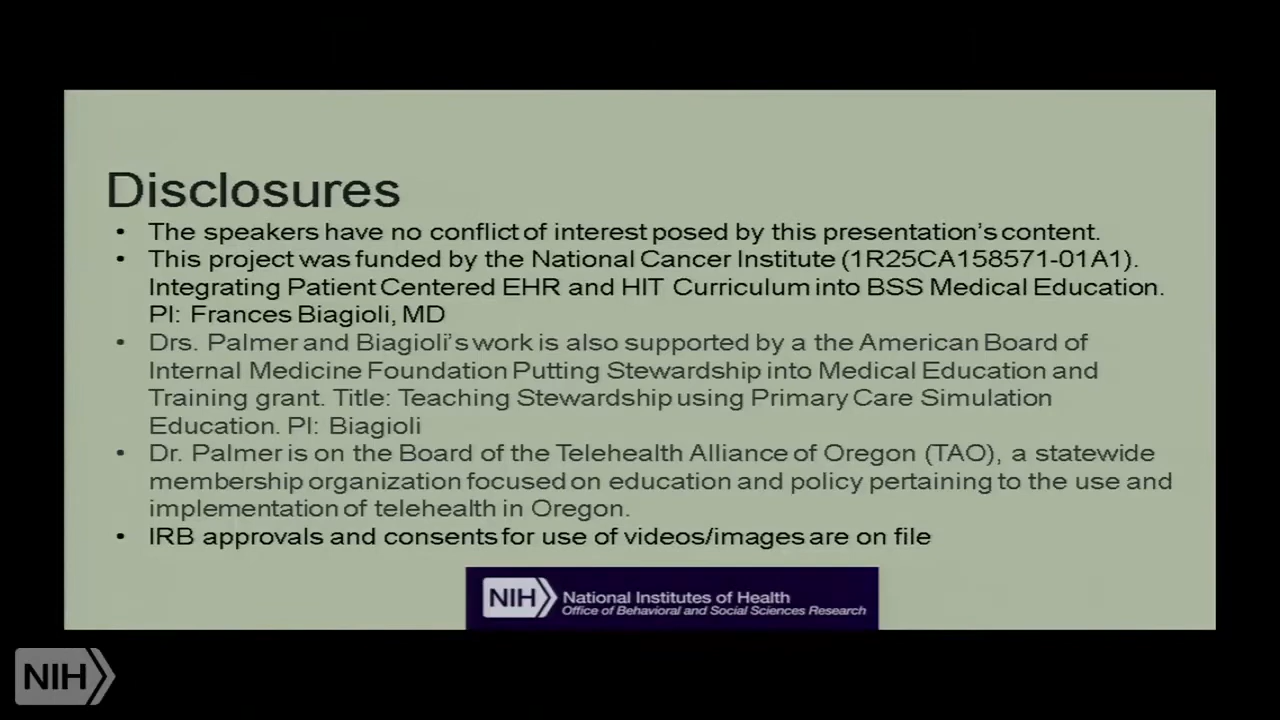 Disclosures
• The speakers have no conflict of interest posed by this presentation's content.
• This project was funded by the National Cancer Institute (1R25CA158571-01A1).
Integrating Patient Centered EHR and HIT Curriculum into BSS Medical Education.
PI: Frances Biagioli, MD
• Drs. Palmer and Biagioli's work is also supported by a the American Board of
Internal Medicine Foundation Putting Stewardship into Medical Education and
Training grant. Title: Teaching Stewardship using Primary Care Simulation
Education. PI: Biagioli
• Dr. Palmer is on the Board of the Telehealth Alliance of Oregon (TAO), a statewide
membership organization focused on education and policy pertaining to the use and
implementation of telehealth in Oregon.
• IRB approvals and consents for use of videos/images are on file
NIH National Institutes of Health
Office of Behavioral and Social Sciences Research
NIH